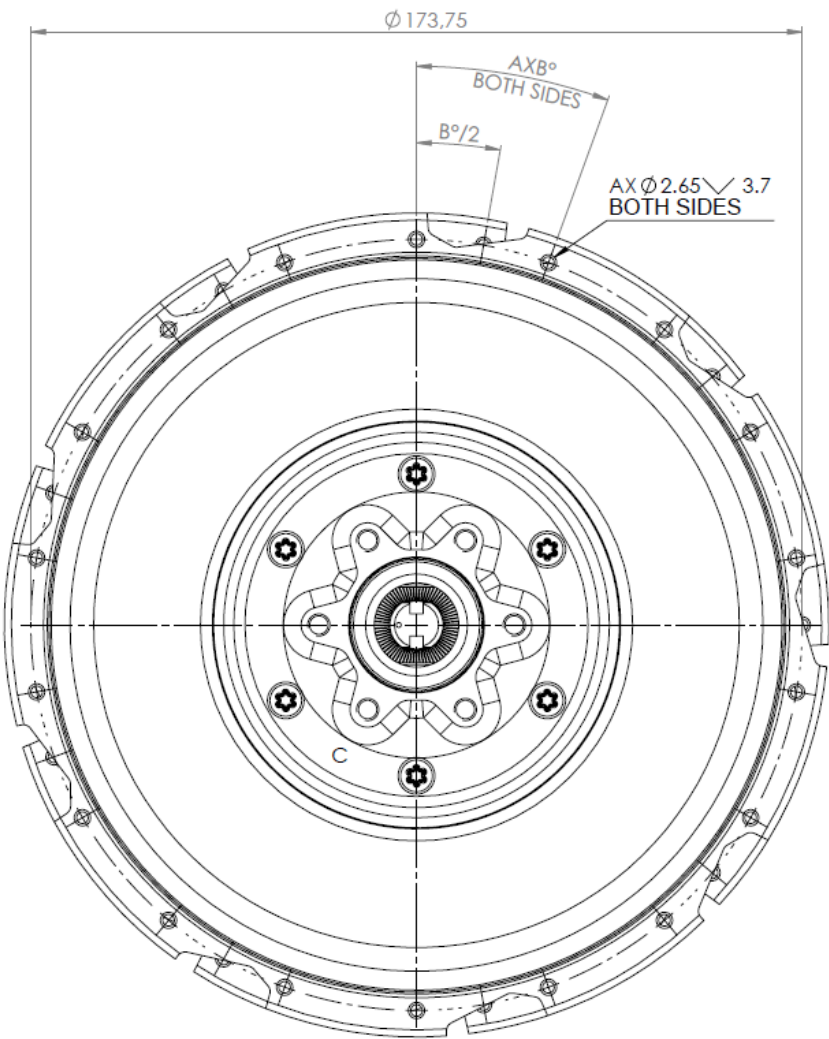 Ø173,75
AXB°
BOTH SIDES
B°/2
AX Ø2.65 ⌵ 3.7
BOTH SIDES
C